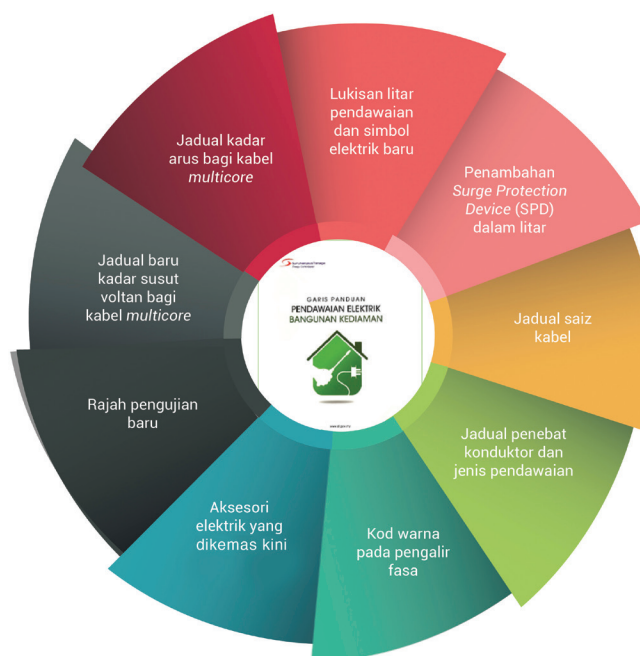 Lukisan litar
pendawaian
dan simbol
elektrik baru
Penambahan
Surge Protection
Device (SPD)
dalam litar
Jadual saiz
kabel
Jadual penebat
konduktor dan
jenis pendawaian
Kod warna
pada pengalir
fasa
Aksesori
elektrik yang
dikemas kini
Rajah pengujian
baru
Jadual baru
kadar susut
voltan bagi
kabel multicore
Jadual kadar
arus bagi kabel
multicore
GARIS PANDUAN
PENDAWAIAN ELEKTRIK
BANGUNAN KEDIAMAN